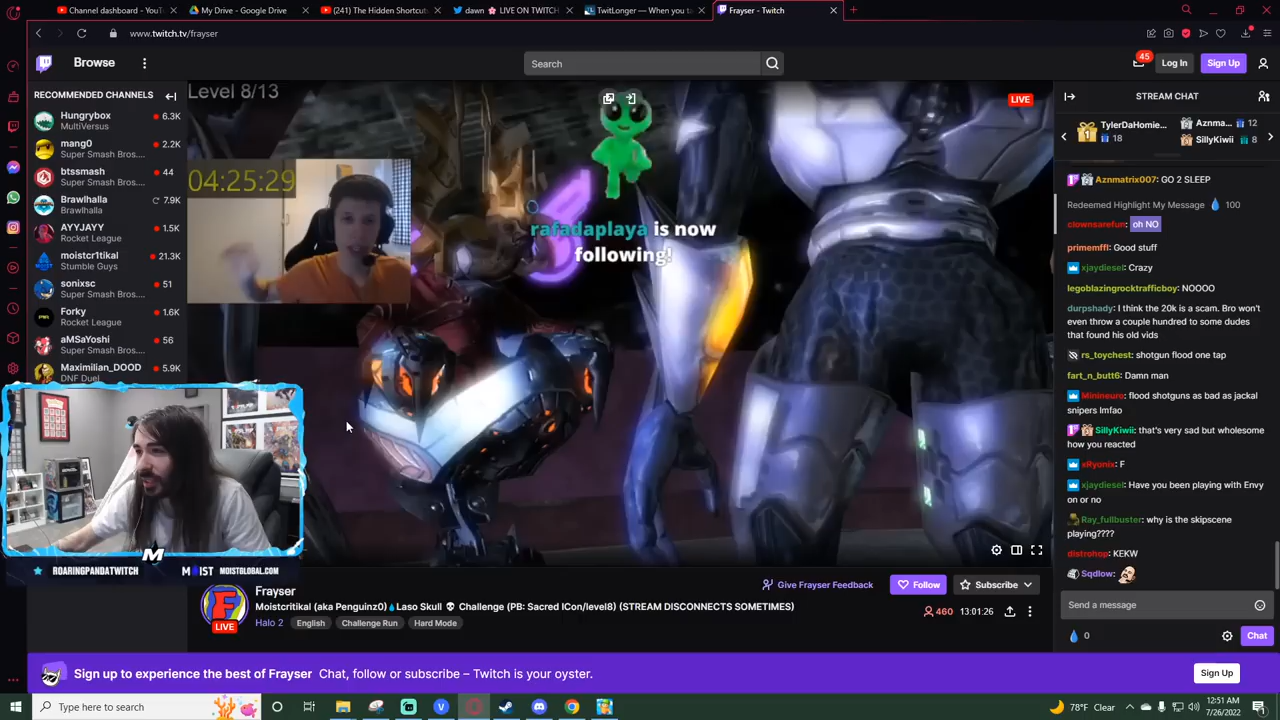 Channel dashboard - YouTu
My Drive - Google Drive
(241) The Hidden Shortcuts
dawn 🌸 LIVE ON TWITCH
TwitLonger — When you ta
Frayser - Twitch
www.twitch.tv/frayser
Browse
Search
45
Log In
Sign Up
RECOMMENDED CHANNELS
Hungrybox
6.3K
MultiVersus
mang0
2.2K
Super Smash Bros....
btssmash
44
Super Smash Bros....
Brawlhalla
7.9K
Brawlhalla
AYYJAYY
1.5K
Rocket League
moistcr1tikal
21.3K
Stumble Guys
sonixsc
51
Super Smash Bros....
Forky
1.6K
Rocket League
aMSaYoshi
56
Super Smash Bros....
Maximilian_DOOD
5.9K
DNF Duel
Level 8/13
04:25:29
rafadaplaya is now
following!
LIVE
M
ROARINGPANDATWITCH
MOIST
MOISTGLOBAL.COM
LIVE
Frayser
Moistcritikal (aka Penguinz0)💧Laso Skull 💀 Challenge (PB: Sacred ICon/level8) (STREAM DISCONNECTS SOMETIMES)
Halo 2
English
Challenge Run
Hard Mode
Give Frayser Feedback
Follow
Subscribe
460
13:01:26
STREAM CHAT
1
TylerDaHomie...
18
Aznma...
12
SillyKiwii
8
Aznmatrix007: GO 2 SLEEP
Redeemed Highlight My Message 100
clownsarefun: oh NO
primemffl: Good stuff
xjaydiesel: Crazy
legoblazingrocktrafficboy: NOOOO
durpshady: I think the 20k is a scam. Bro won't
even throw a couple hundred to some dudes
that found his old vids
rs_toychest: shotgun flood one tap
fart_n_butt6: Damn man
Minineuro: flood shotguns as bad as jackal
snipers lmfao
SillyKiwii: that's very sad but wholesome
how you reacted
xRyonix: F
xjaydiesel: Have you been playing with Envy
on or no
Ray_fullbuster: why is the skipscene
playing????
distrohop: KEKW
Sqdlow:
Send a message
0
Chat
Sign up to experience the best of Frayser
Chat, follow or subscribe – Twitch is your oyster.
Sign Up
Type here to search
78°F Clear
12:51 AM
7/26/2022